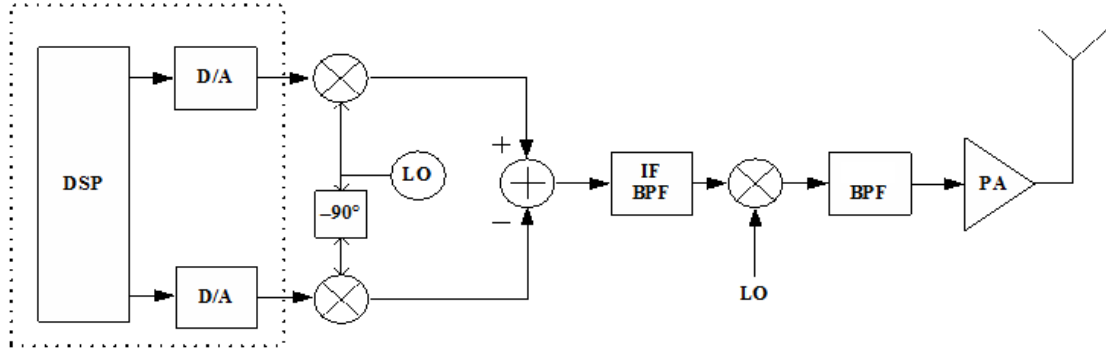 D/A
DSP
LO
–90°
D/A
+
–
IF
BPF
LO
BPF
PA